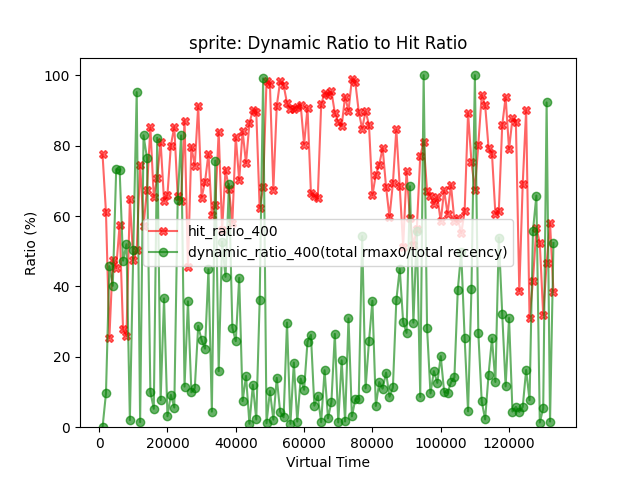 sprite: Dynamic Ratio to Hit Ratio
100
80
60
40
20
0
Ratio (%)
hit_ratio_400
dynamic_ratio_400(total rmax0/total recency)
0
20000
40000
60000
80000
100000
120000
Virtual Time